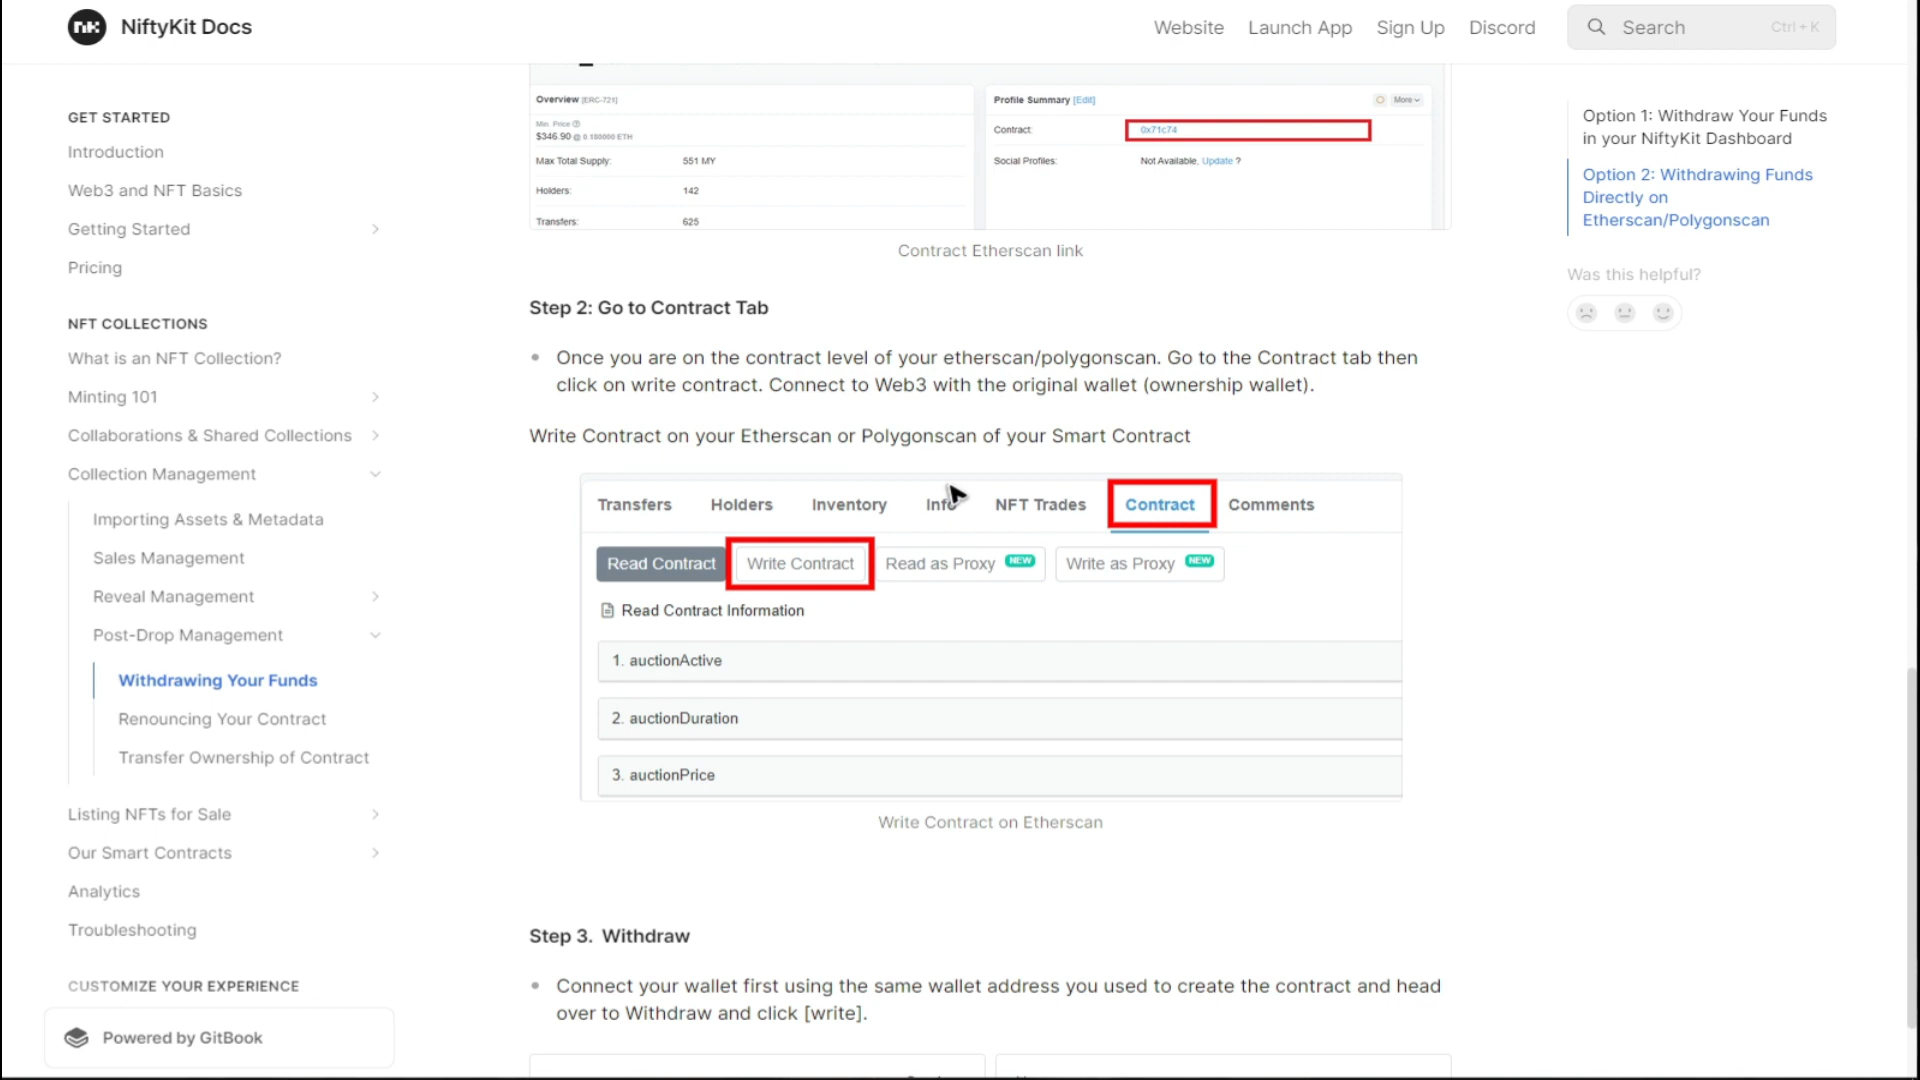 NiftyKit Docs
Website
Launch App
Sign Up
Discord
Search
Ctrl + K
GET STARTED
Introduction
Web3 and NFT Basics
Getting Started
Pricing
NFT COLLECTIONS
What is an NFT Collection?
Minting 101
Collaborations & Shared Collections
Collection Management
Importing Assets & Metadata
Sales Management
Reveal Management
Post-Drop Management
Withdrawing Your Funds
Renouncing Your Contract
Transfer Ownership of Contract
Listing NFTs for Sale
Our Smart Contracts
Analytics
Troubleshooting
CUSTOMIZE YOUR EXPERIENCE
Powered by GitBook
Overview [ERC-721]
Min. Price
$346.90 @ 0.180000 ETH
Max Total Supply: 551 MY
Holders: 142
Transfers: 625
Profile Summary [Edit]
More
Contract: 0x71c74
Social Profiles: Not Available, Update ?
Contract Etherscan link
Step 2: Go to Contract Tab
Once you are on the contract level of your etherscan/polygonscan. Go to the Contract tab then
click on write contract. Connect to Web3 with the original wallet (ownership wallet).
Write Contract on your Etherscan or Polygonscan of your Smart Contract
Transfers Holders Inventory Info NFT Trades Contract Comments
Read Contract Write Contract Read as Proxy NEW Write as Proxy NEW
Read Contract Information
1. auctionActive
2. auctionDuration
3. auctionPrice
Write Contract on Etherscan
Step 3. Withdraw
Connect your wallet first using the same wallet address you used to create the contract and head
over to Withdraw and click [write].
Option 1: Withdraw Your Funds
in your NiftyKit Dashboard
Option 2: Withdrawing Funds
Directly on
Etherscan/Polygonscan
Was this helpful?